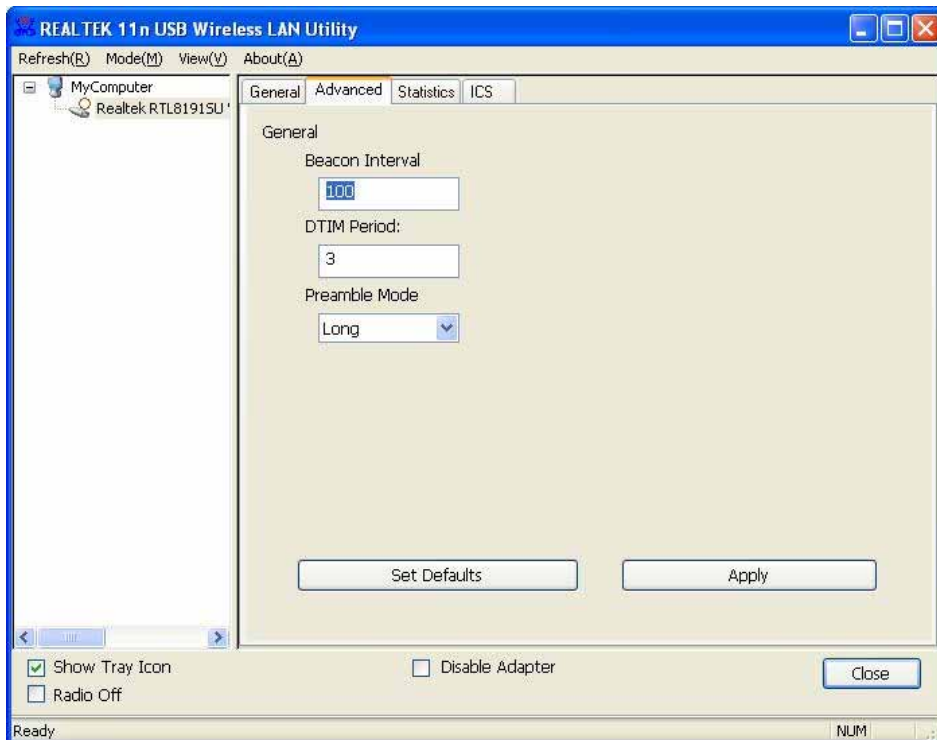 REALTEK 11n USB Wireless LAN Utility
Refresh(R) Mode(M) View(V) About(A)
MyComputer
Realtek RTL8191SU
General Advanced Statistics ICS
General
Beacon Interval
100
DTIM Period:
3
Preamble Mode
Long
Set Defaults Apply
Show Tray Icon Disable Adapter Close
Radio Off
Ready NUM